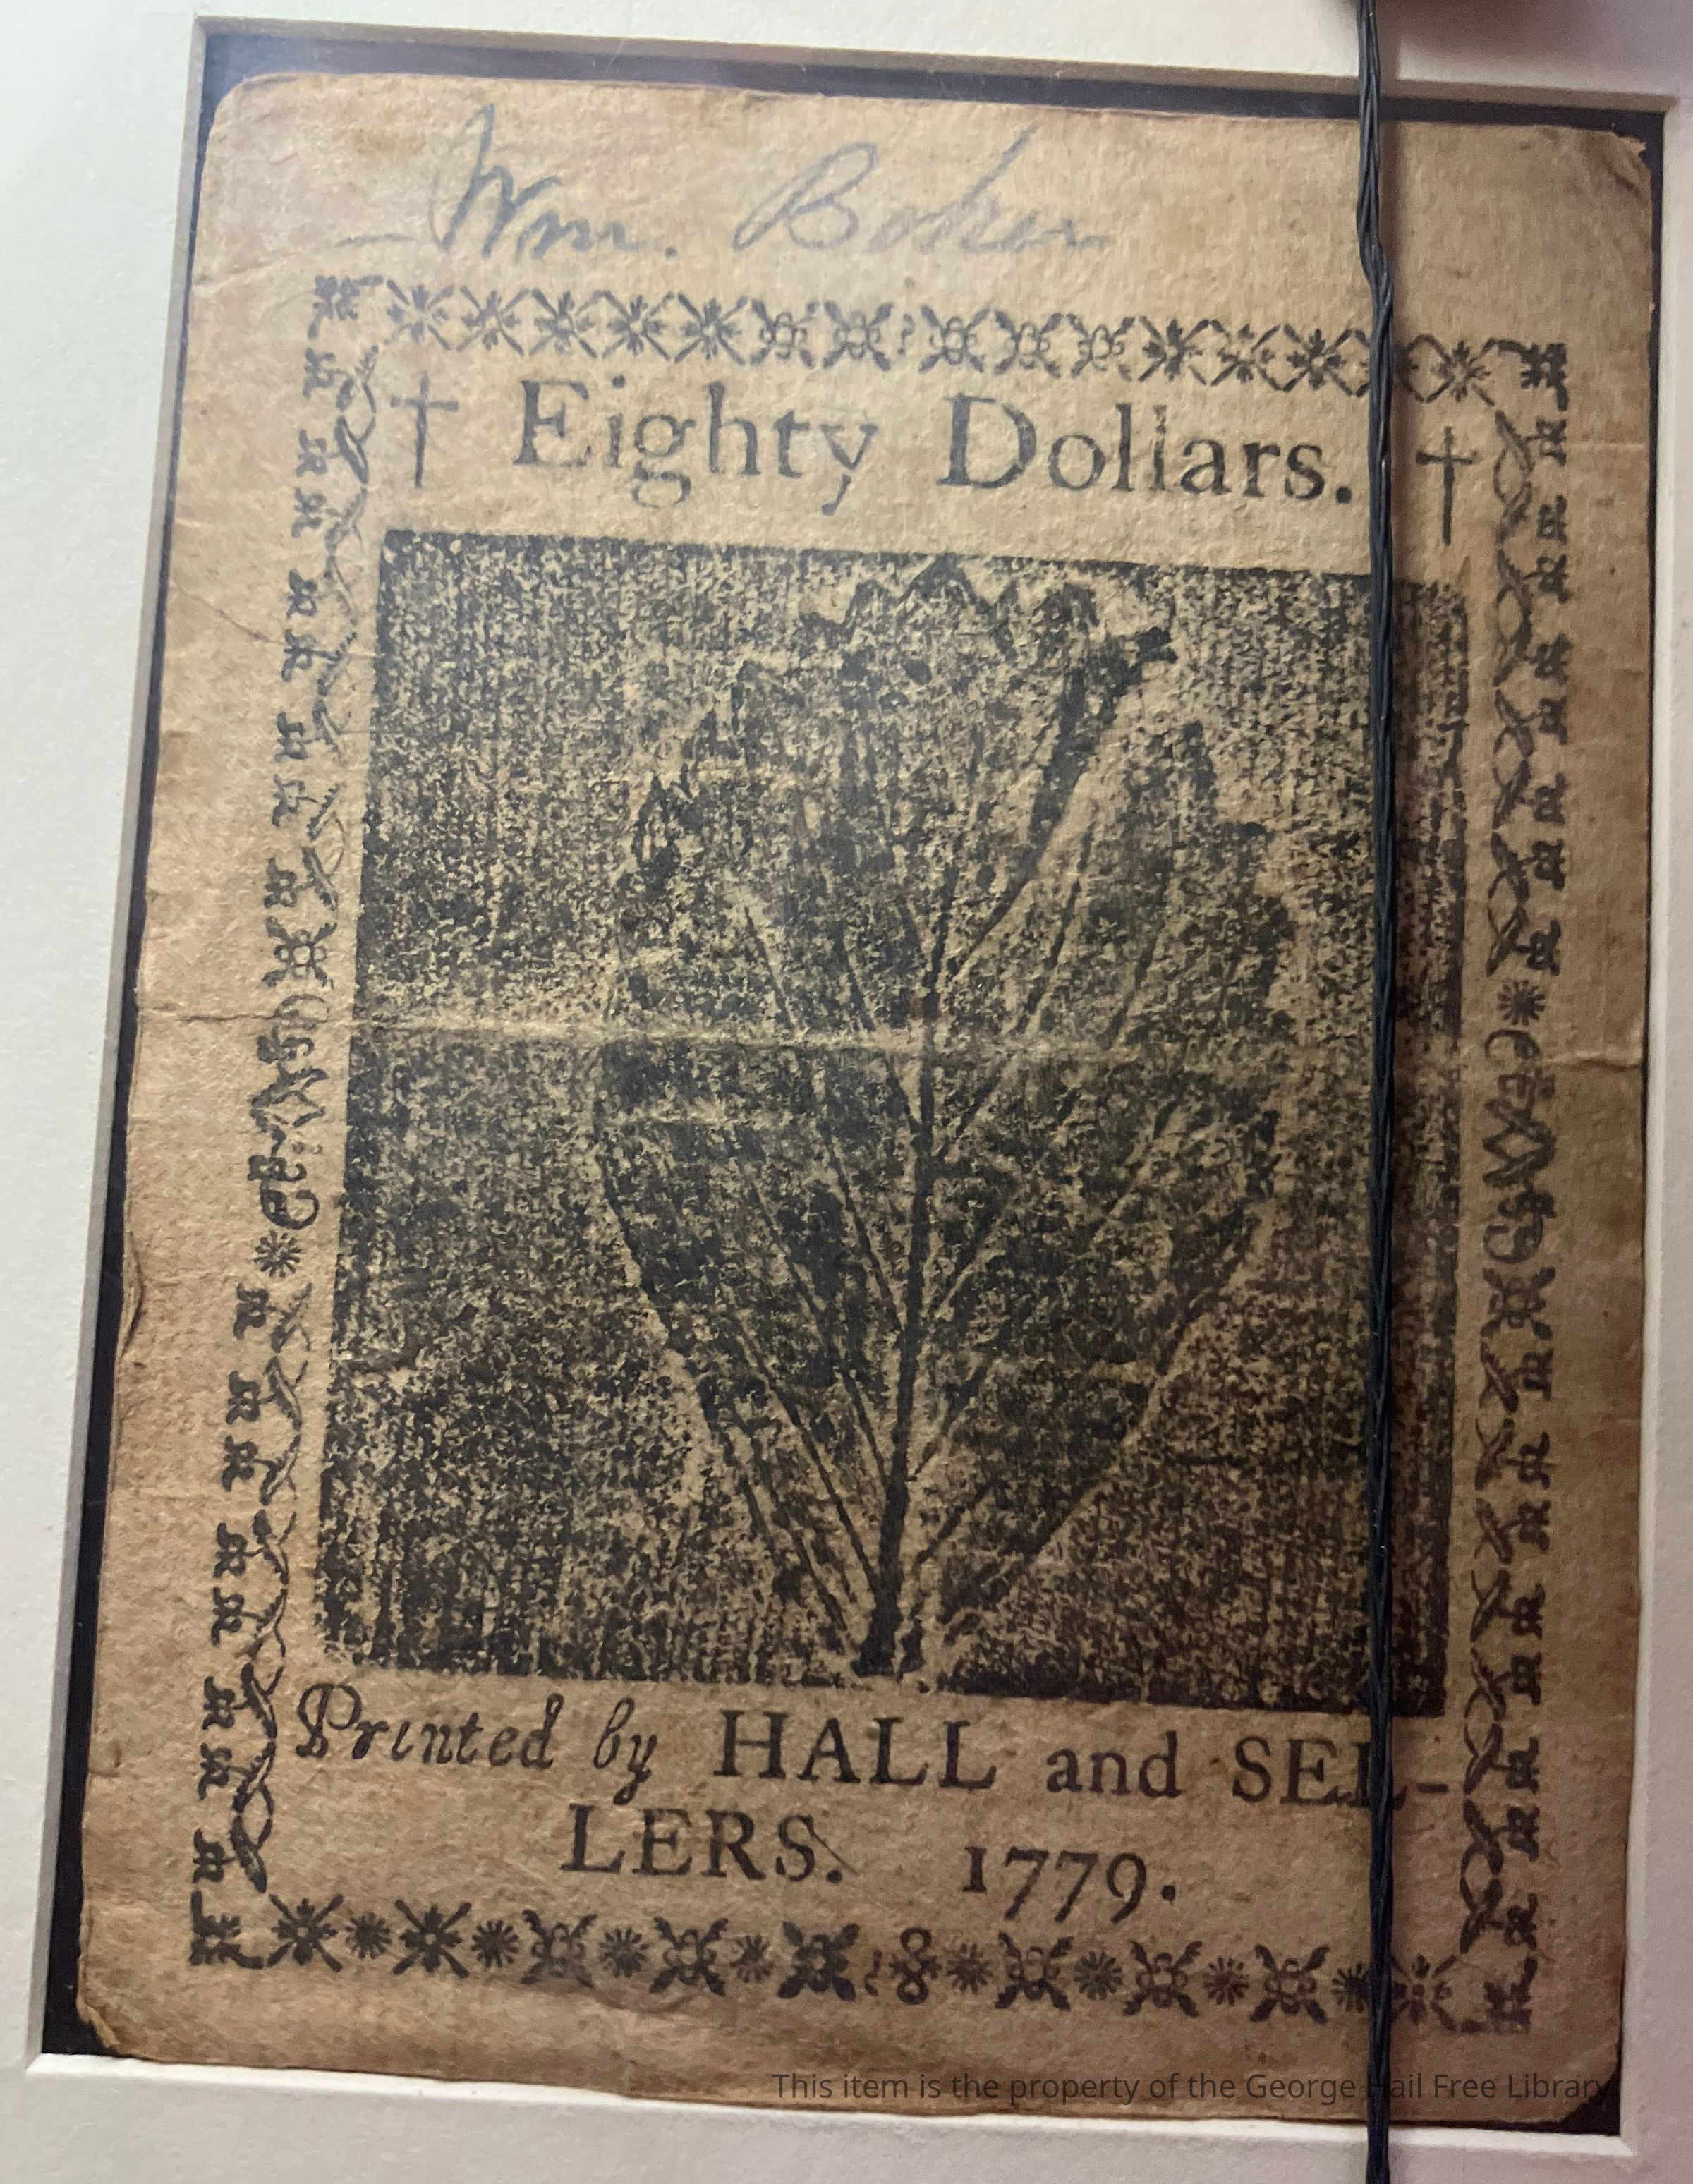 Wm. Baker
† Eighty Dollars. †
Printed by HALL and SEL-
LERS. 1779.
This item is the property of the George Hail Free Library